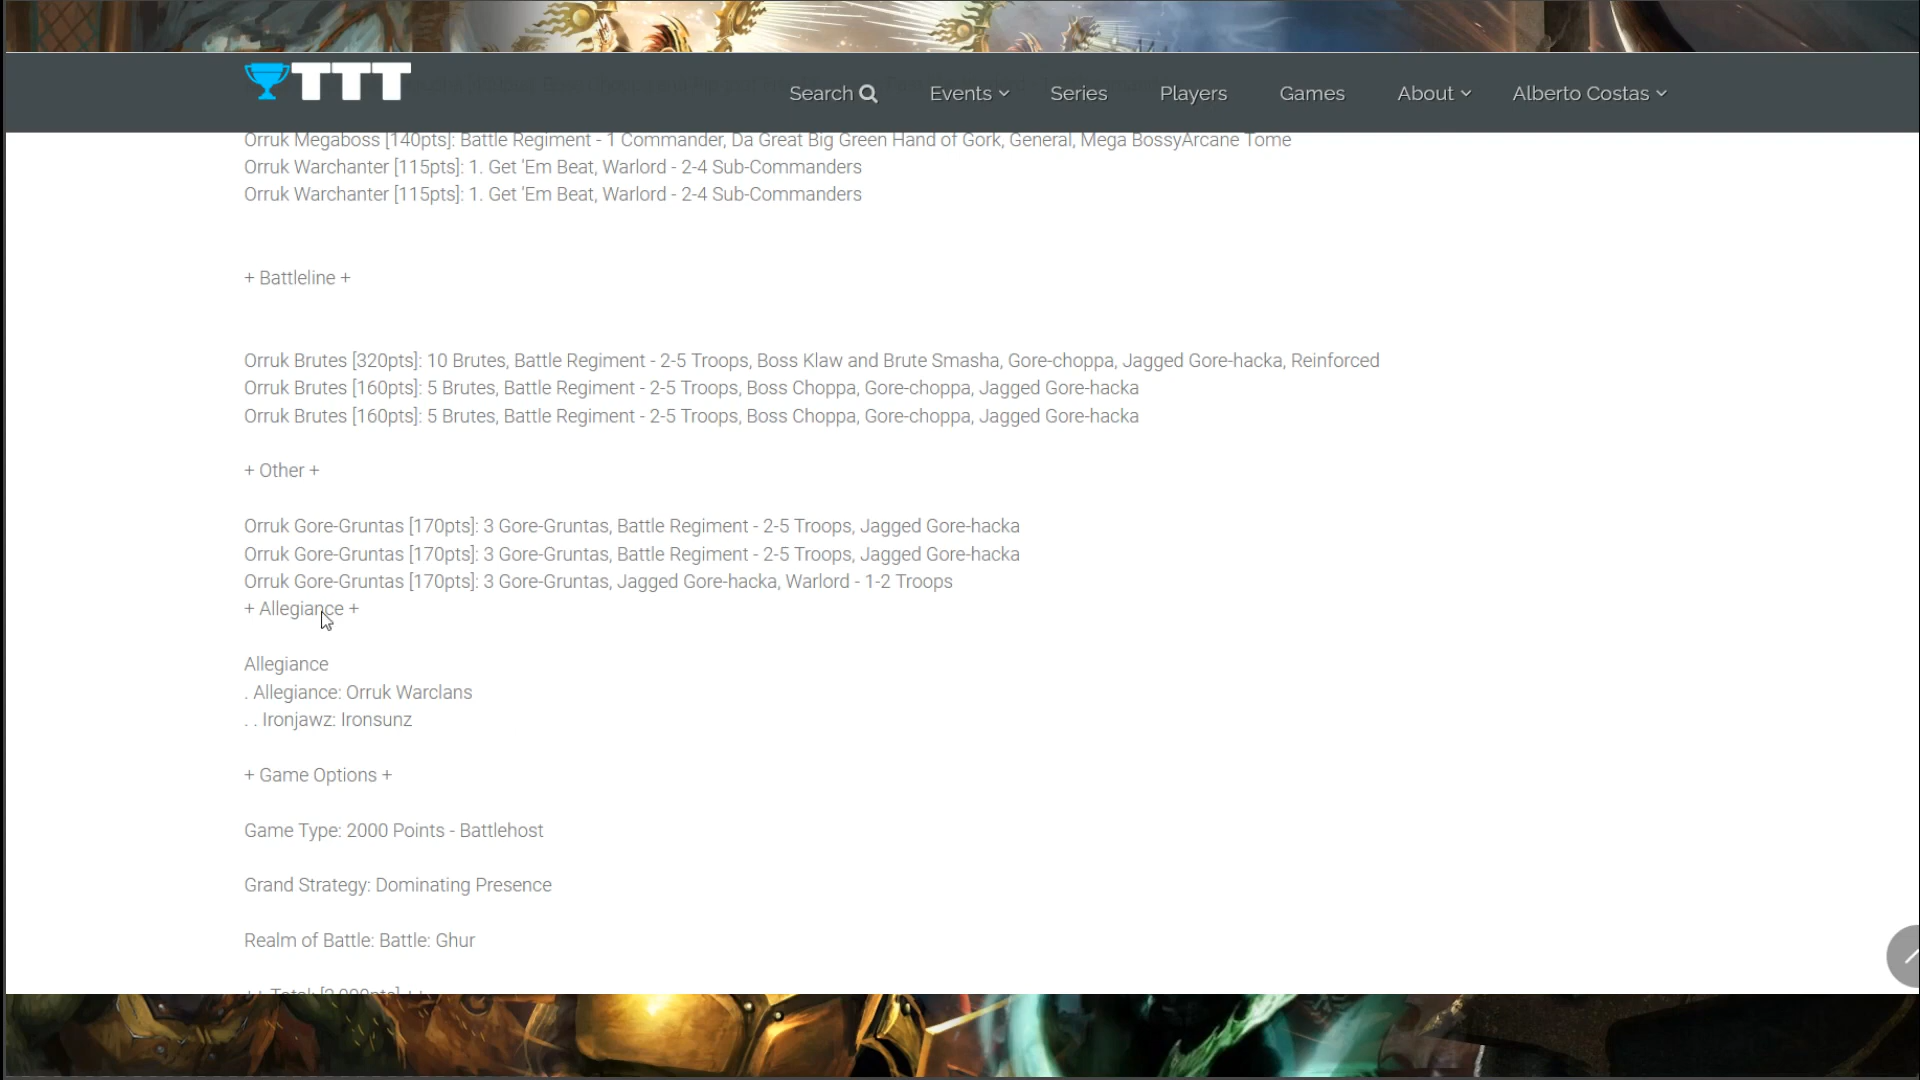 TTT
Search
Events
Series
Players
Games
About
Alberto Costas
Orruk Megaboss [140pts]: Battle Regiment - 1 Commander, Da Great Big Green Hand of Gork, General, Mega BossyArcane Tome
Orruk Warchanter [115pts]: 1. Get 'Em Beat, Warlord - 2-4 Sub-Commanders
Orruk Warchanter [115pts]: 1. Get 'Em Beat, Warlord - 2-4 Sub-Commanders
+ Battleline +
Orruk Brutes [320pts]: 10 Brutes, Battle Regiment - 2-5 Troops, Boss Klaw and Brute Smasha, Gore-choppa, Jagged Gore-hacka, Reinforced
Orruk Brutes [160pts]: 5 Brutes, Battle Regiment - 2-5 Troops, Boss Choppa, Gore-choppa, Jagged Gore-hacka
Orruk Brutes [160pts]: 5 Brutes, Battle Regiment - 2-5 Troops, Boss Choppa, Gore-choppa, Jagged Gore-hacka
+ Other +
Orruk Gore-Gruntas [170pts]: 3 Gore-Gruntas, Battle Regiment - 2-5 Troops, Jagged Gore-hacka
Orruk Gore-Gruntas [170pts]: 3 Gore-Gruntas, Battle Regiment - 2-5 Troops, Jagged Gore-hacka
Orruk Gore-Gruntas [170pts]: 3 Gore-Gruntas, Jagged Gore-hacka, Warlord - 1-2 Troops
+ Allegiance +
Allegiance
. Allegiance: Orruk Warclans
. . Ironjawz: Ironsunz
+ Game Options +
Game Type: 2000 Points - Battlehost
Grand Strategy: Dominating Presence
Realm of Battle: Battle: Ghur